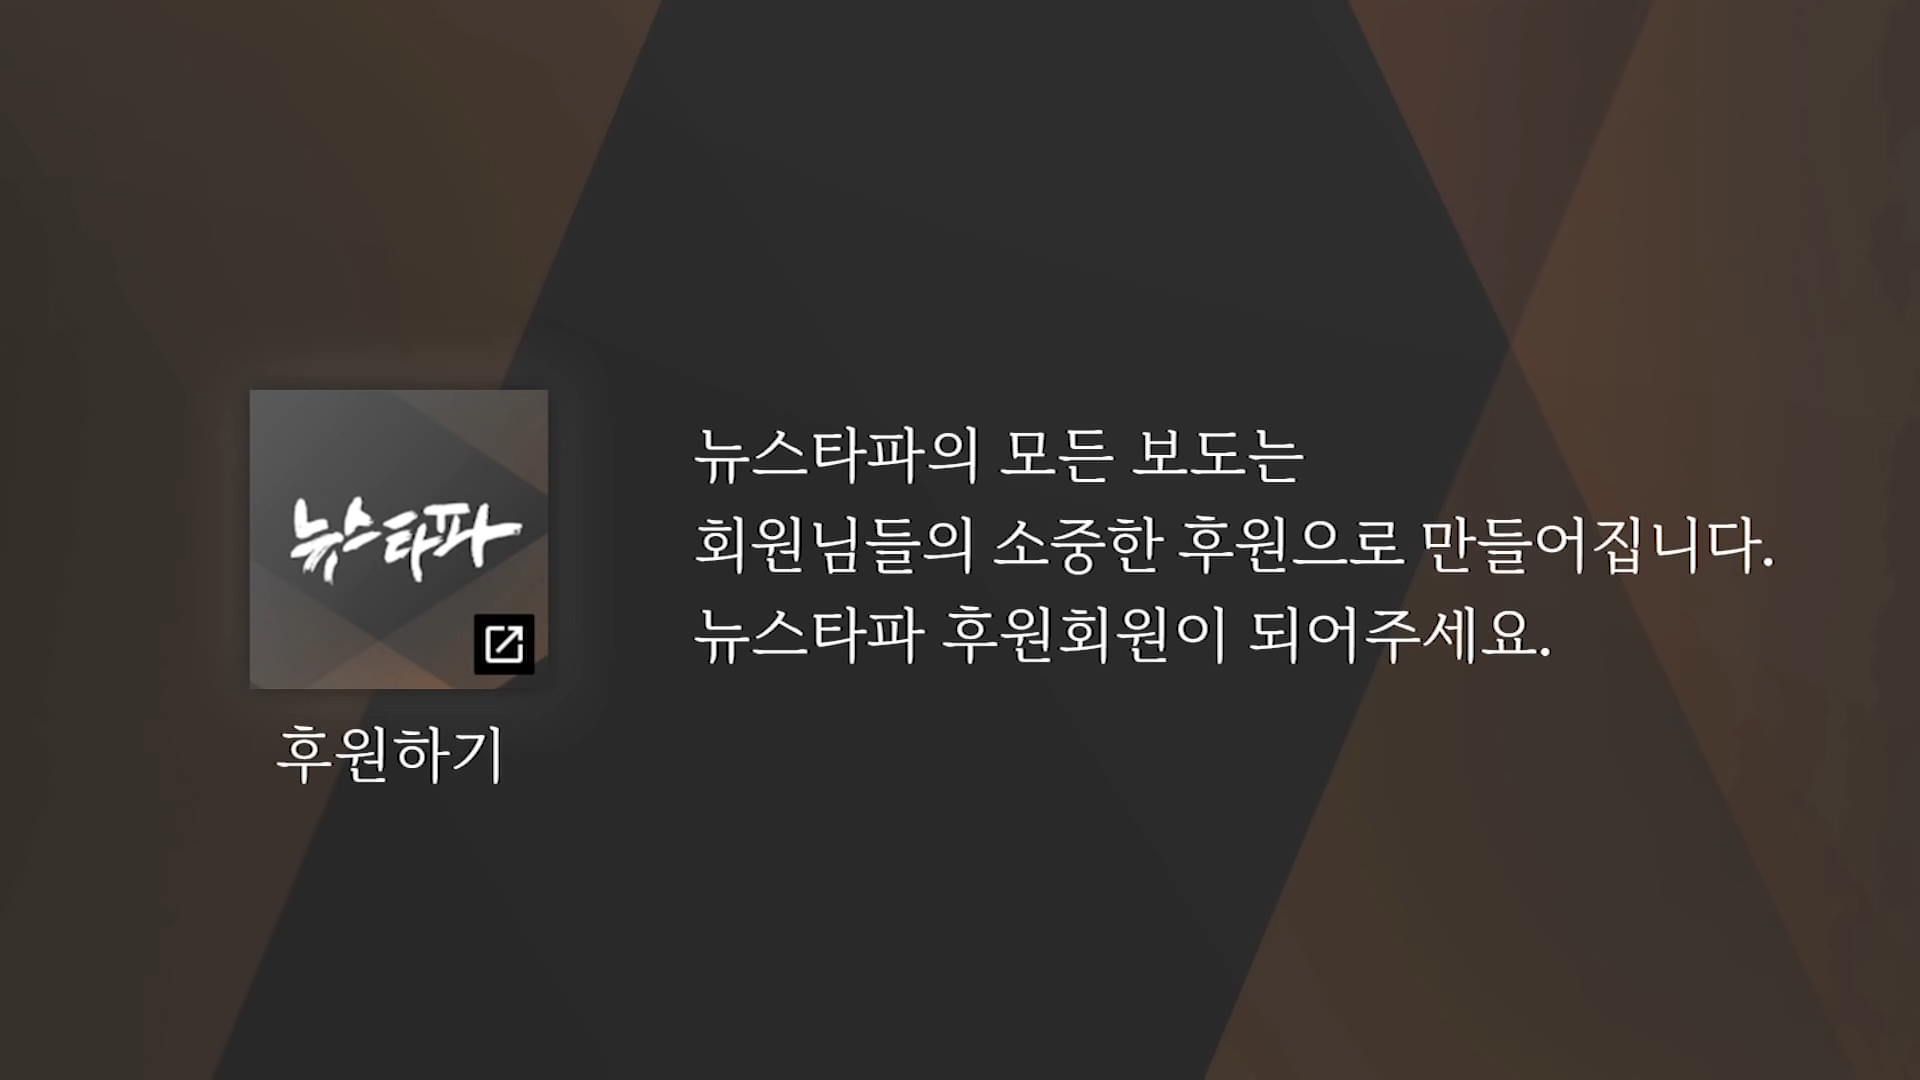 뉴스타파
후원하기
뉴스타파의 모든 보도는
회원님들의 소중한 후원으로 만들어집니다.
뉴스타파 후원회원이 되어주세요.